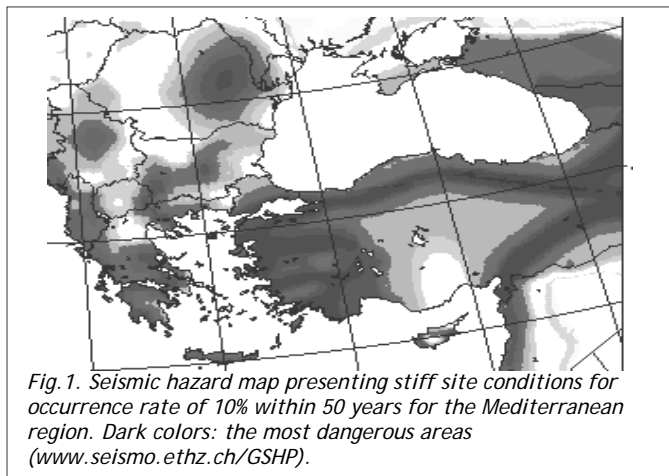 Fig.1. Seismic hazard map presenting stiff site conditions for
occurrence rate of 10% within 50 years for the Mediterranean
region. Dark colors: the most dangerous areas
(www.seismo.ethz.ch/GSHP).